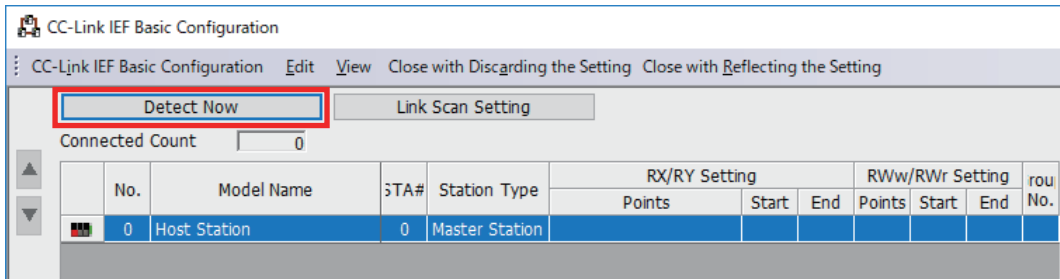 CC-Link IEF Basic Configuration
CC-Link IEF Basic Configuration Edit View Close with Discarding the Setting Close with Reflecting the Setting
Detect Now Link Scan Setting
Connected Count 0
No. Model Name STA# Station Type RX/RY Setting RWw/RWr Setting rou
Points Start End Points Start End No.
0 Host Station 0 Master Station